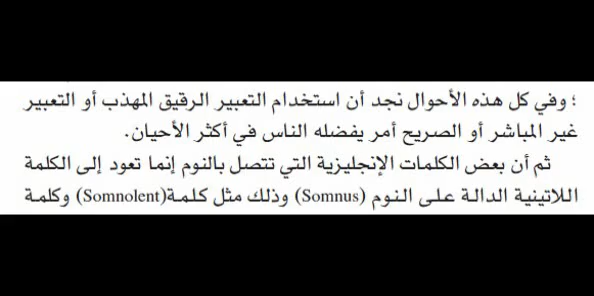 ؛ وفي كل هذه الأحوال نجد أن استخدام التعبير الرقيق المهذب أو التعبير
غير المباشر أو الصريح أمر يفضله الناس في أكثر الأحيان.
ثم أن بعض الكلمات الإنجليزية التي تتصل بالنوم إنما تعود إلى الكلمة
اللاتينية الدالة على النوم (Somnus) وذلك مثل كلمة(Somnolent) وكلمة